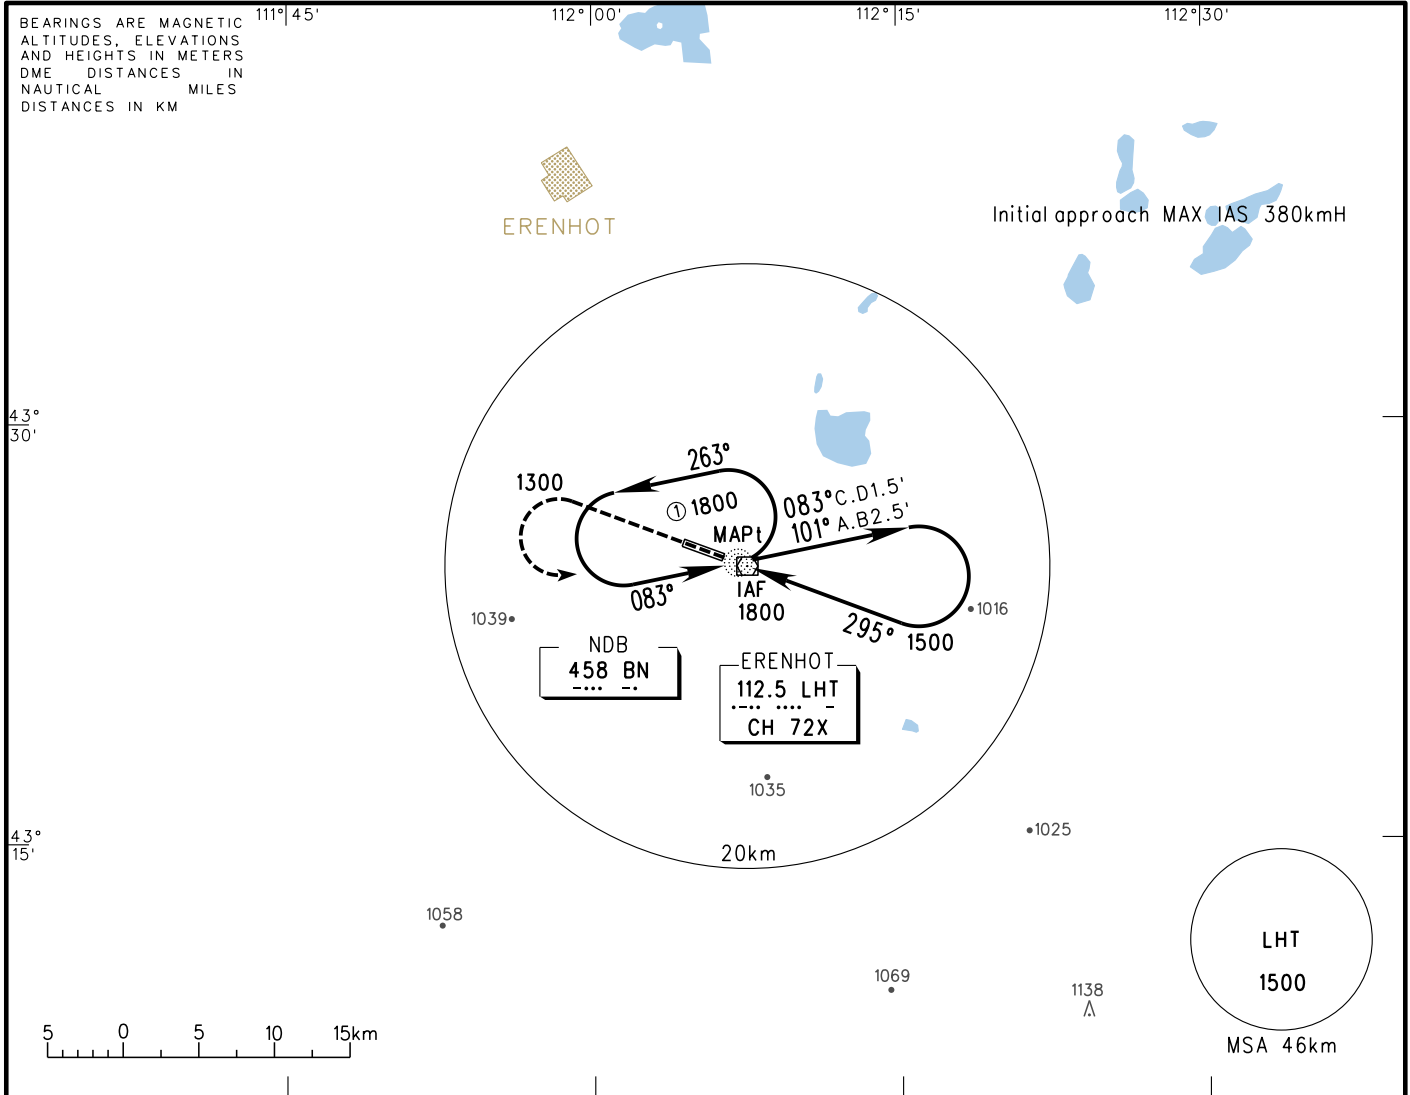 111°45'
112°00'
112°15'
112°30'
BEARINGS ARE MAGNETIC
ALTITUDES, ELEVATIONS
AND HEIGHTS IN METERS
DME DISTANCES IN
NAUTICAL MILES
DISTANCES IN KM
ERENHOT
Initial approach MAX IAS 380kmH
43°
30'
263°
1300
① 1800
083° C.D1.5'
101° A.B2.5'
MAPt
083°
IAF
1800
1039
1016
295°
1500
NDB
458 BN
-··· -·
ERENHOT
112.5 LHT
·-·· ···· -
CH 72X
1035
1025
43°
15'
20km
1058
1069
1138
LHT
1500
MSA 46km
5 0 5 10 15km